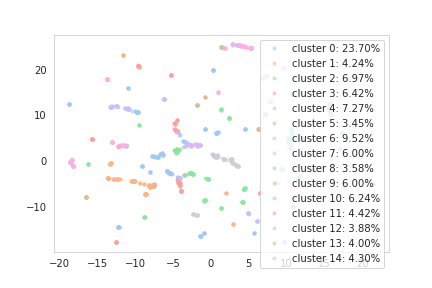 20
10
0
−10
−20
−15
−10
−5
0
5
10
15
20
cluster 0: 23.70%
cluster 1: 4.24%
cluster 2: 6.97%
cluster 3: 6.42%
cluster 4: 7.27%
cluster 5: 3.45%
cluster 6: 9.52%
cluster 7: 6.00%
cluster 8: 3.58%
cluster 9: 6.00%
cluster 10: 6.24%
cluster 11: 4.42%
cluster 12: 3.88%
cluster 13: 4.00%
cluster 14: 4.30%